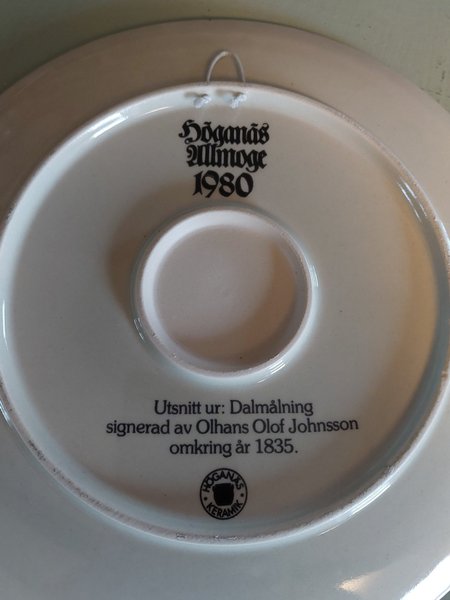 Höganäs
Allmoge
1980
Utsnitt ur: Dalmålning
signerad av Olhans Olof Johnsson
omkring år 1835.
HÖGANÄS
KERAMIK